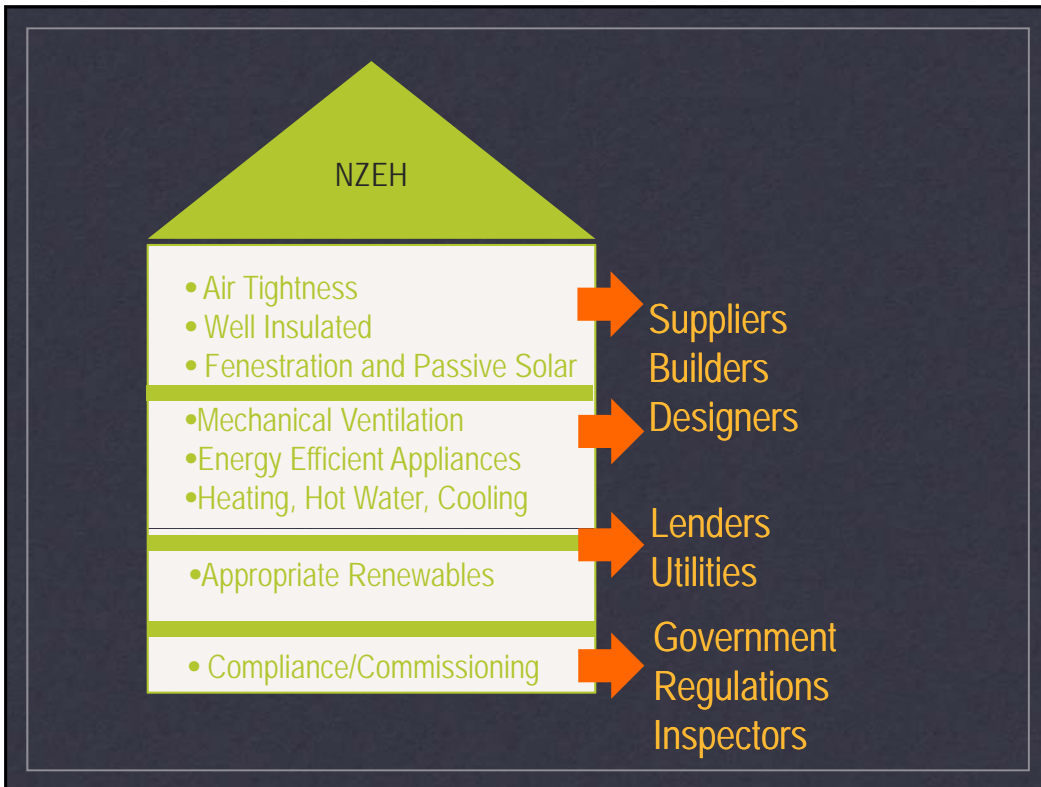 NZEH
• Air Tightness
• Well Insulated
• Fenestration and Passive Solar
•Mechanical Ventilation
•Energy Efficient Appliances
•Heating, Hot Water, Cooling
•Appropriate Renewables
• Compliance/Commissioning
Suppliers
Builders
Designers
Lenders
Utilities
Government
Regulations
Inspectors